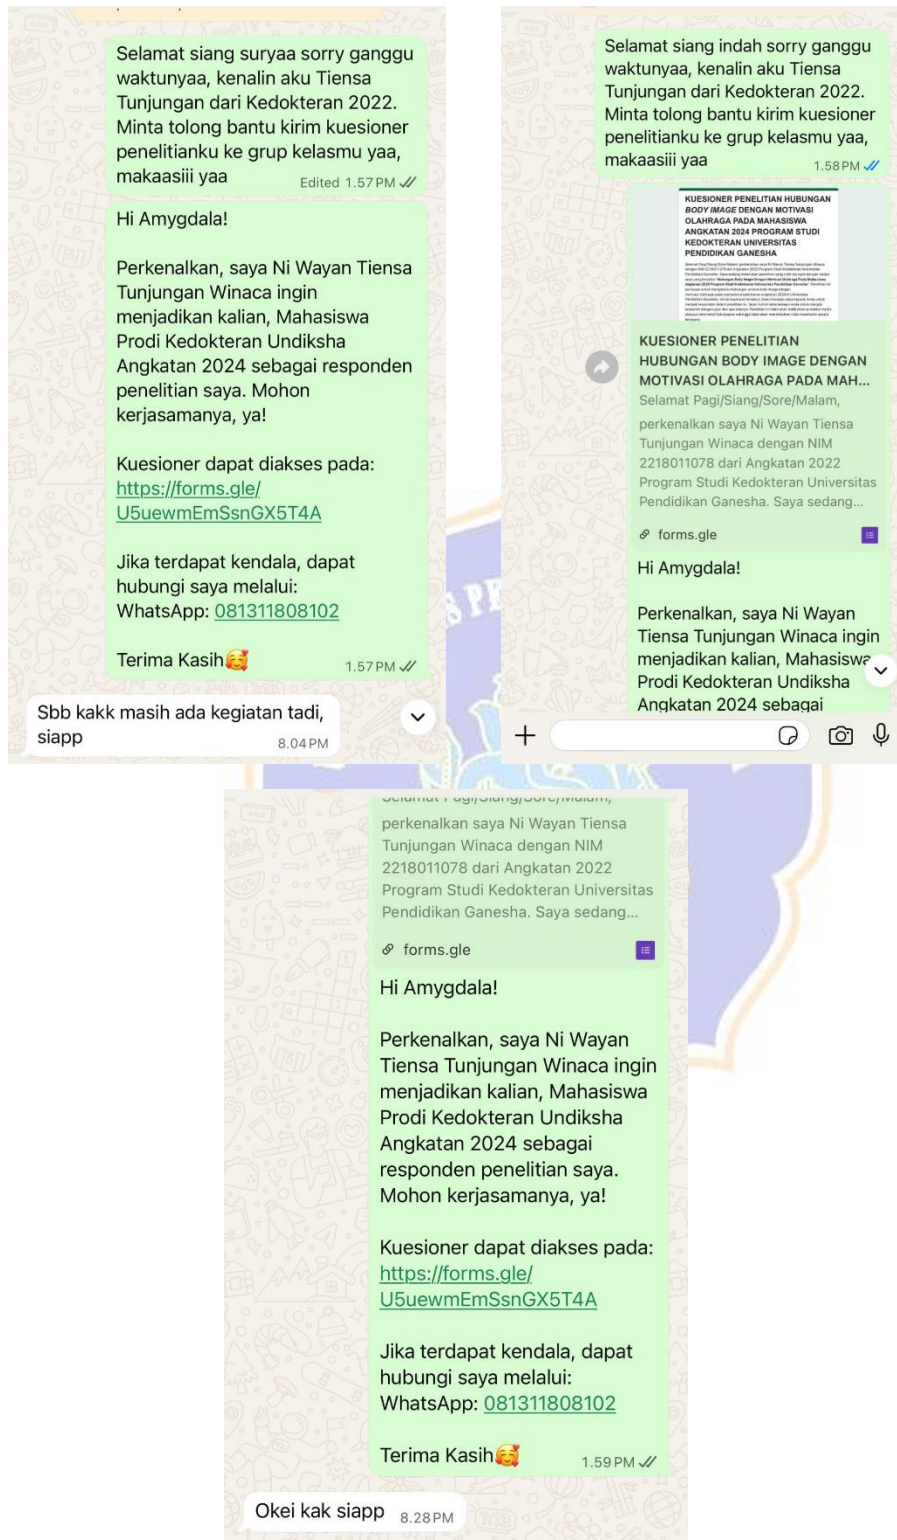 Selamat siang suryaa sorry ganggu
waktunyaa, kenalin aku Tiensa
Tunjungan dari Kedokteran 2022.
Minta tolong bantu kirim kuesioner
penelitianku ke grup kelasmu yaa,
makaasiii yaa
Edited 1.57 PM
Hi Amygdala!
Perkenalkan, saya Ni Wayan Tiensa
Tunjungan Winaca ingin
menjadikan kalian, Mahasiswa
Prodi Kedokteran Undiksha
Angkatan 2024 sebagai responden
penelitian saya. Mohon
kerjasamanya, ya!
Kuesioner dapat diakses pada:
https://forms.gle/
U5uewmEmSsnGX5T4A
Jika terdapat kendala, dapat
hubungi saya melalui:
WhatsApp: 081311808102
Terima Kasih🥰
1.57 PM
Sbb kakk masih ada kegiatan tadi,
siapp
8.04 PM
Selamat siang indah sorry ganggu
waktunyaa, kenalin aku Tiensa
Tunjungan dari Kedokteran 2022.
Minta tolong bantu kirim kuesioner
penelitianku ke grup kelasmu yaa,
makaasiii yaa
1.58 PM
KUESIONER PENELITIAN HUBUNGAN
BODY IMAGE DENGAN MOTIVASI
OLAHRAGA PADA MAHASISWA
ANGKATAN 2024 PROGRAM STUDI
KEDOKTERAN UNIVERSITAS
PENDIDIKAN GANESHA
KUESIONER PENELITIAN
HUBUNGAN BODY IMAGE DENGAN
MOTIVASI OLAHRAGA PADA MAH...
Selamat Pagi/Siang/Sore/Malam,
perkenalkan saya Ni Wayan Tiensa
Tunjungan Winaca dengan NIM
2218011078 dari Angkatan 2022
Program Studi Kedokteran Universitas
Pendidikan Ganesha. Saya sedang...
forms.gle
Hi Amygdala!
Perkenalkan, saya Ni Wayan
Tiensa Tunjungan Winaca ingin
menjadikan kalian, Mahasiswa
Prodi Kedokteran Undiksha
Angkatan 2024 sebagai
Selamat Pagi/Siang/Sore/Malam,
perkenalkan saya Ni Wayan Tiensa
Tunjungan Winaca dengan NIM
2218011078 dari Angkatan 2022
Program Studi Kedokteran Universitas
Pendidikan Ganesha. Saya sedang...
forms.gle
Hi Amygdala!
Perkenalkan, saya Ni Wayan
Tiensa Tunjungan Winaca ingin
menjadikan kalian, Mahasiswa
Prodi Kedokteran Undiksha
Angkatan 2024 sebagai
responden penelitian saya.
Mohon kerjasamanya, ya!
Kuesioner dapat diakses pada:
https://forms.gle/
U5uewmEmSsnGX5T4A
Jika terdapat kendala, dapat
hubungi saya melalui:
WhatsApp: 081311808102
Terima Kasih🥰
1.59 PM
Okei kak siapp
8.28 PM